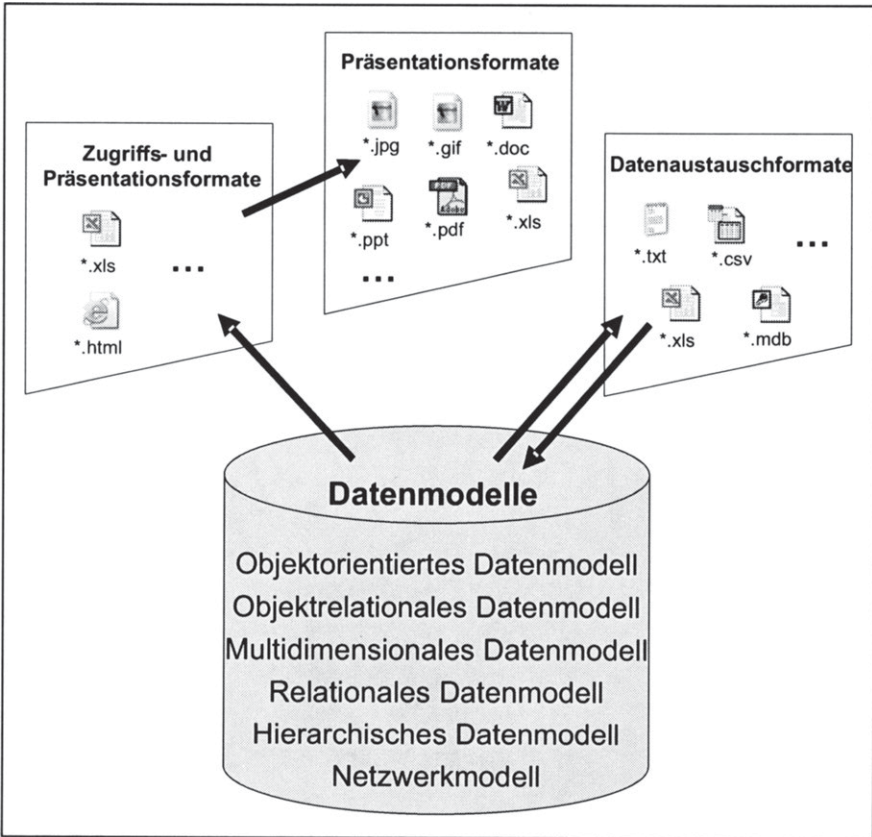 Präsentationsformate
*.jpg *.gif *.doc
*.ppt *.pdf *.xls
...
Zugriffs- und
Präsentationsformate
*.xls ...
*.html
Datenaustauschformate
*.txt *.csv ...
*.xls *.mdb
Datenmodelle
Objektorientiertes Datenmodell
Objektrelationales Datenmodell
Multidimensionales Datenmodell
Relationales Datenmodell
Hierarchisches Datenmodell
Netzwerkmodell